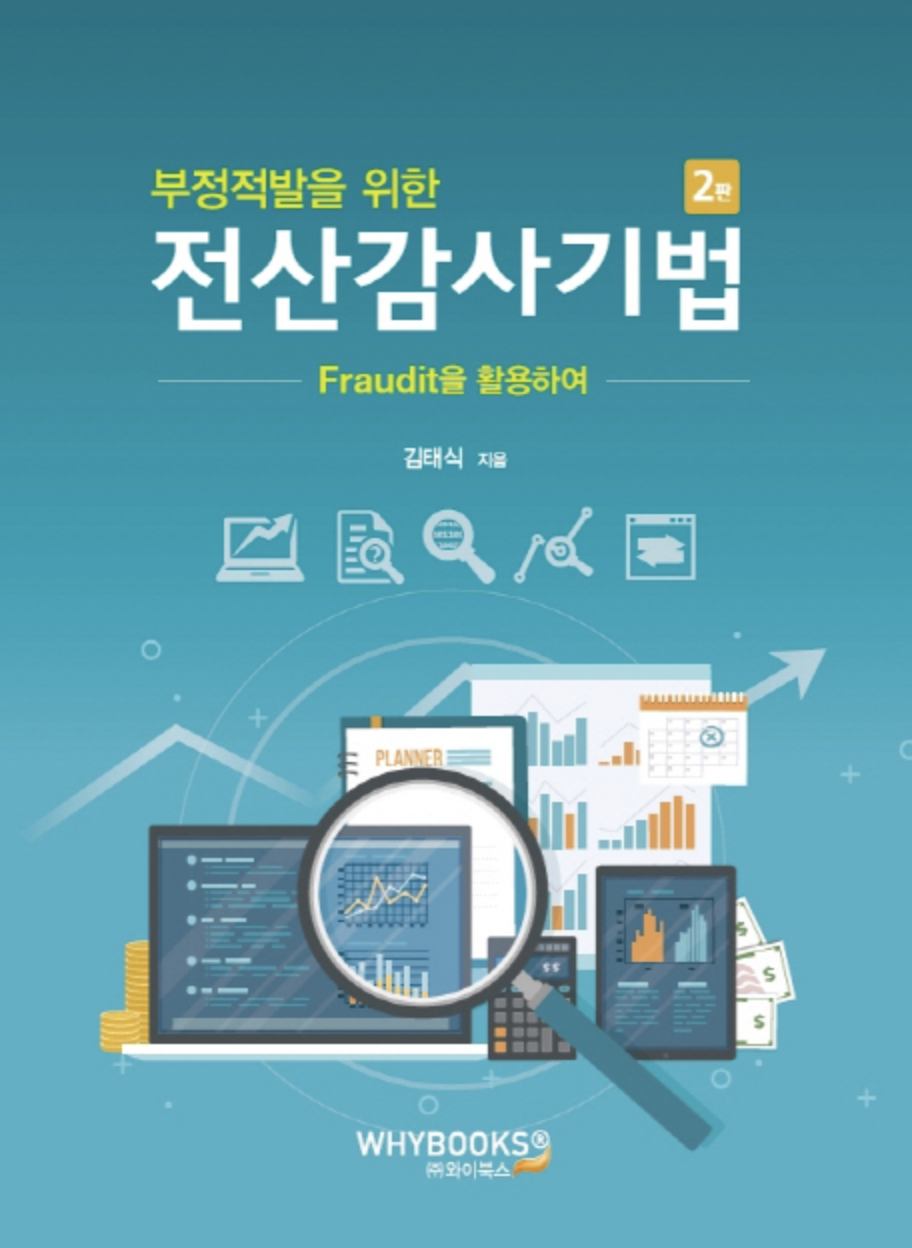 부정적발을 위한
2판
전산감사기법
Fraudit을 활용하여
김태식 지음
PLANNER
$$
$
$
$
WHYBOOKS®
㈜와이북스